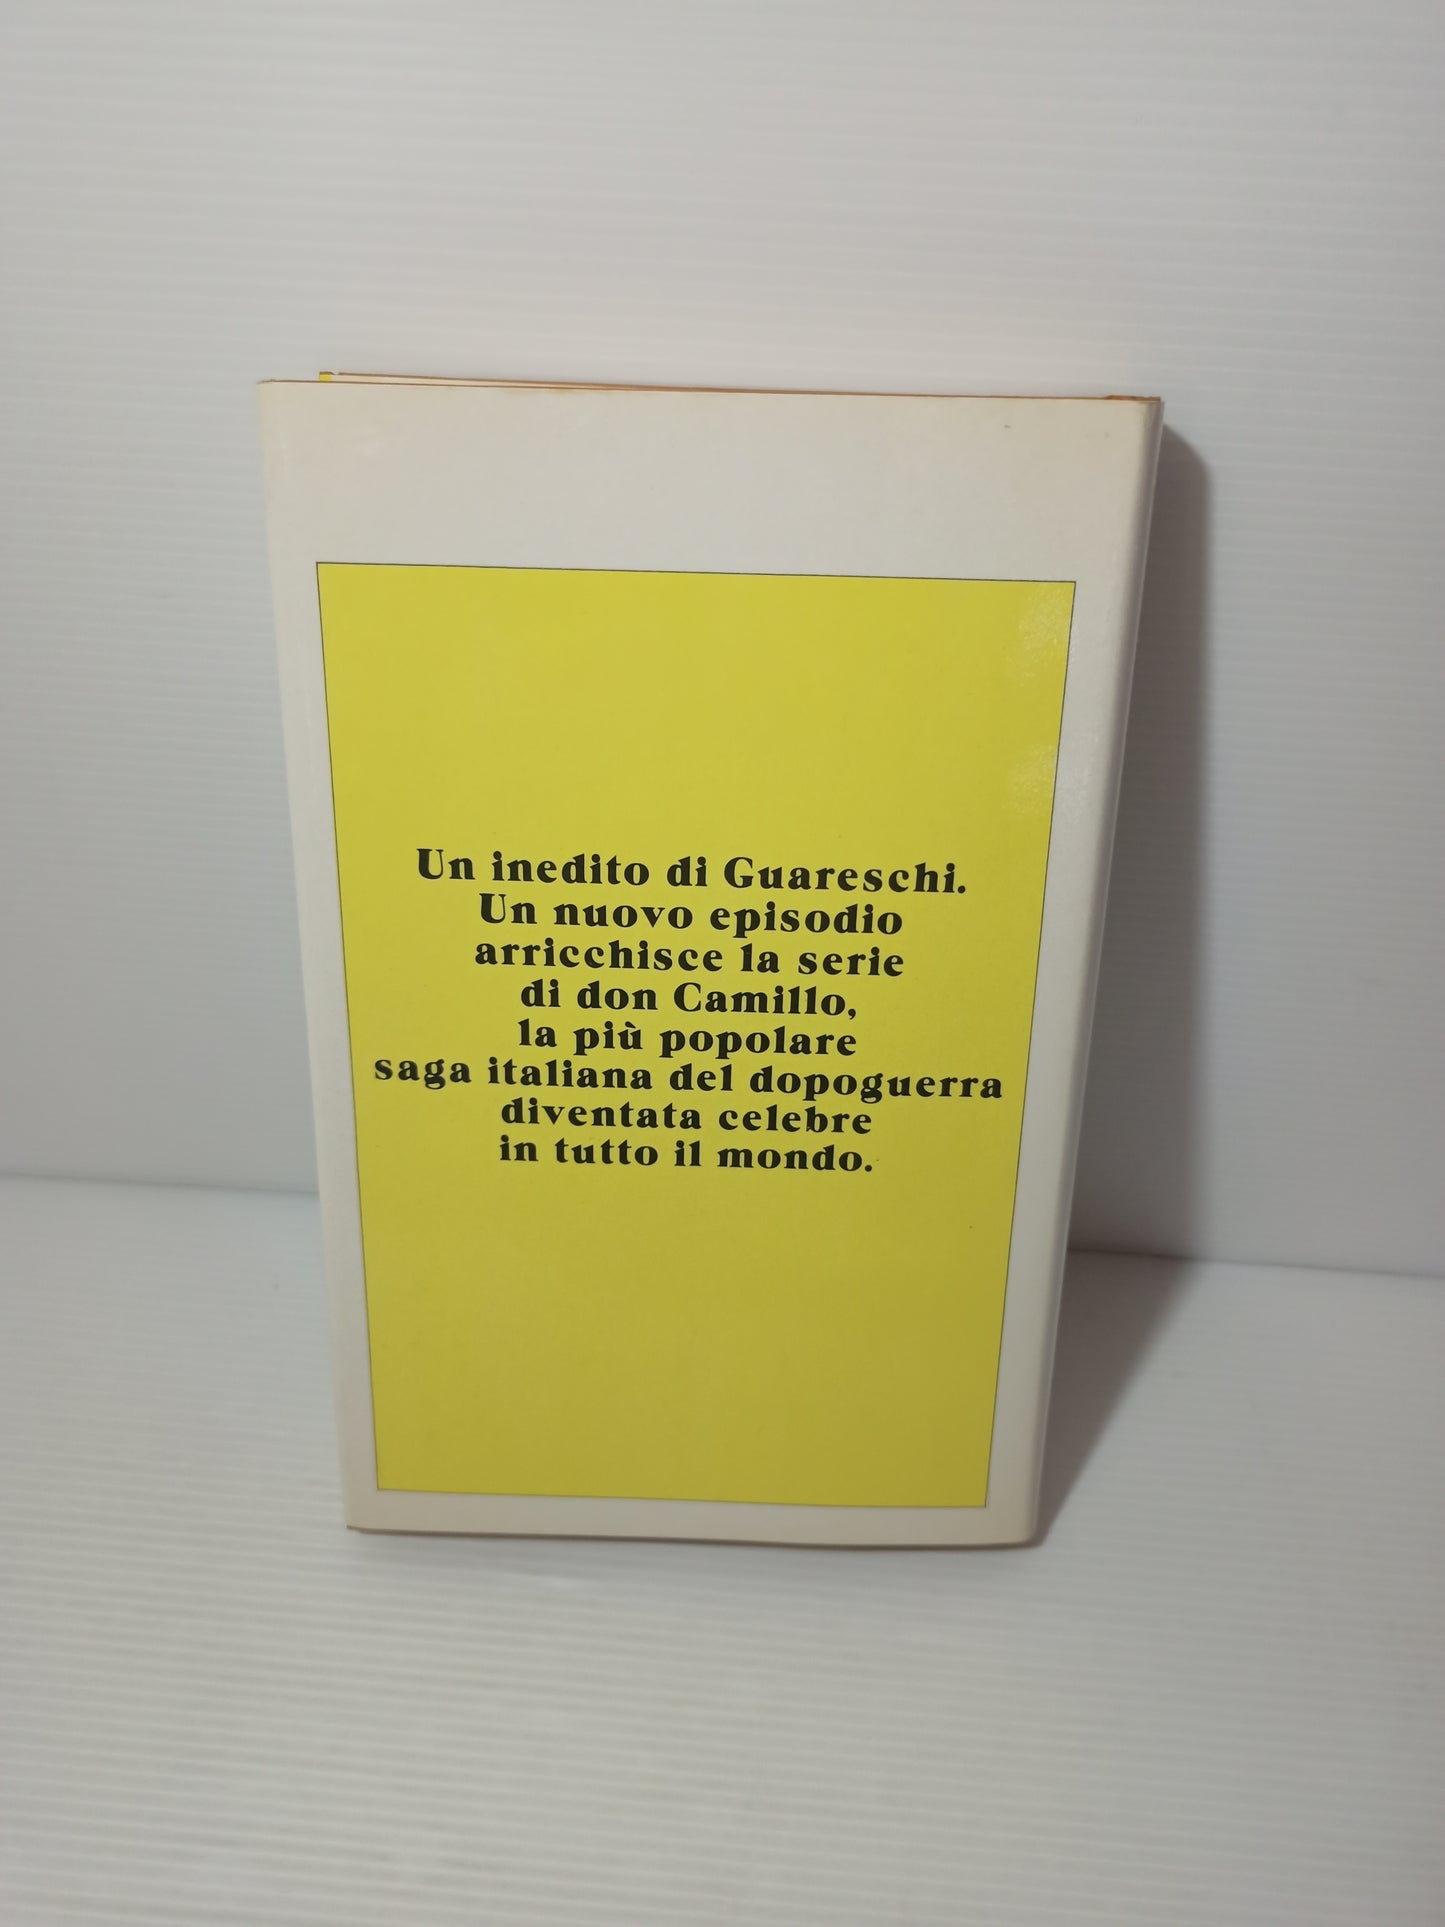 Un inedito di Guareschi.
Un nuovo episodio
arricchisce la serie
di don Camillo,
la più popolare
saga italiana del dopoguerra
diventata celebre
in tutto il mondo.